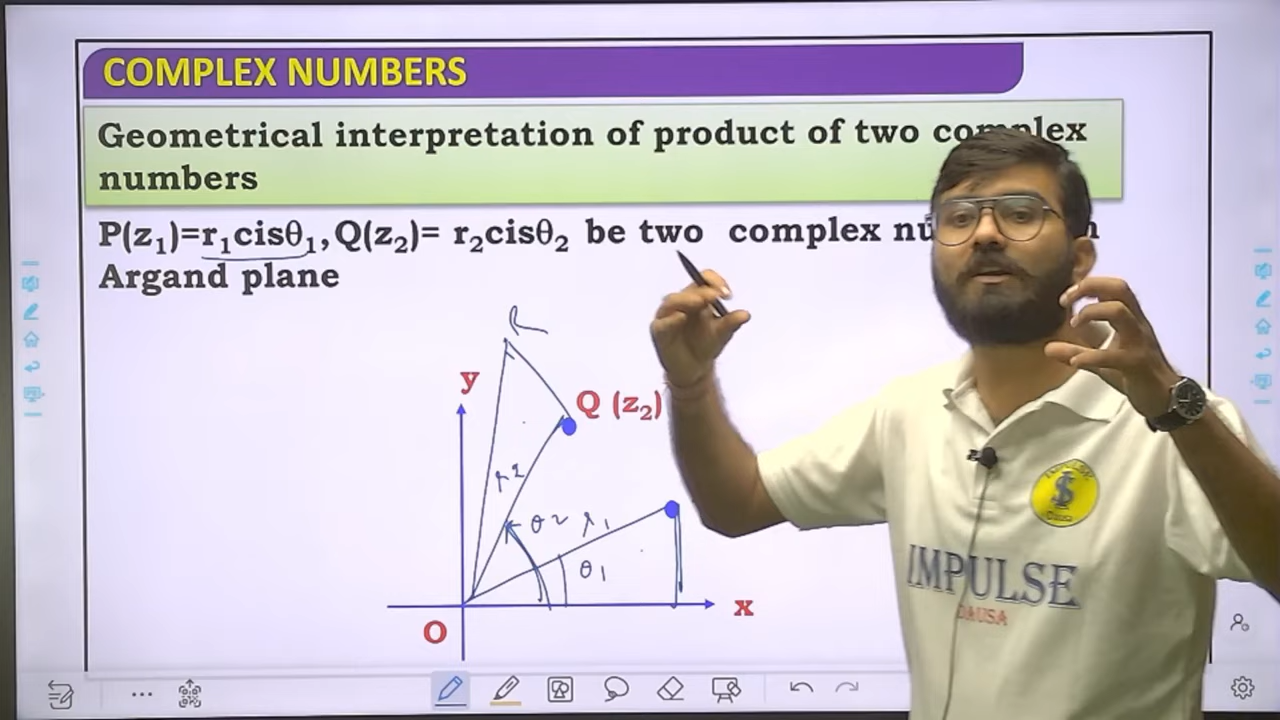 COMPLEX NUMBERS
Geometrical interpretation of product of two complex
numbers
P(z₁)=r₁cisθ₁, Q(z₂)= r₂cisθ₂ be two complex
Argand plane
R
y
Q (z₂)
r2
θ2
r₁
θ1
x
O
IMPULSE
DAUSA